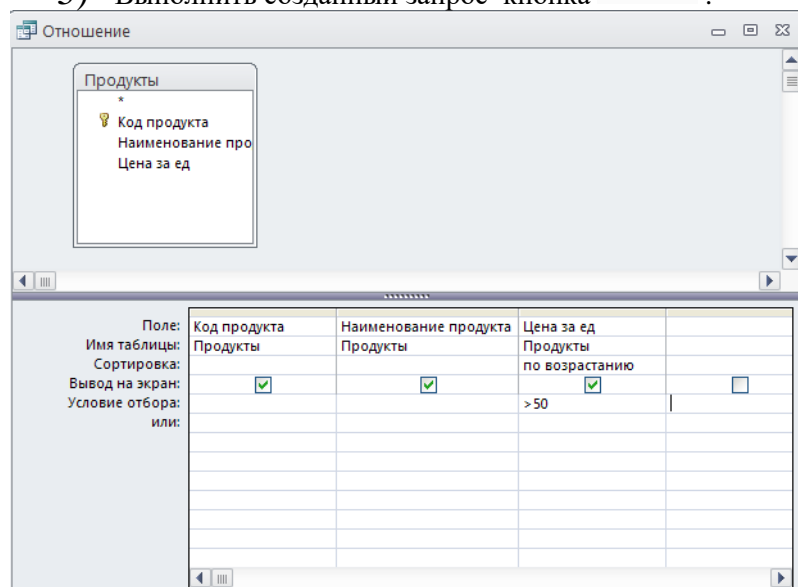 3) Выполнить созданный запрос кнопка .
Отношение
Продукты
*
Код продукта
Наименование про
Цена за ед
Поле: Код продукта Наименование продукта Цена за ед
Имя таблицы: Продукты Продукты Продукты
Сортировка: по возрастанию
Вывод на экран:
Условие отбора: >50
или: